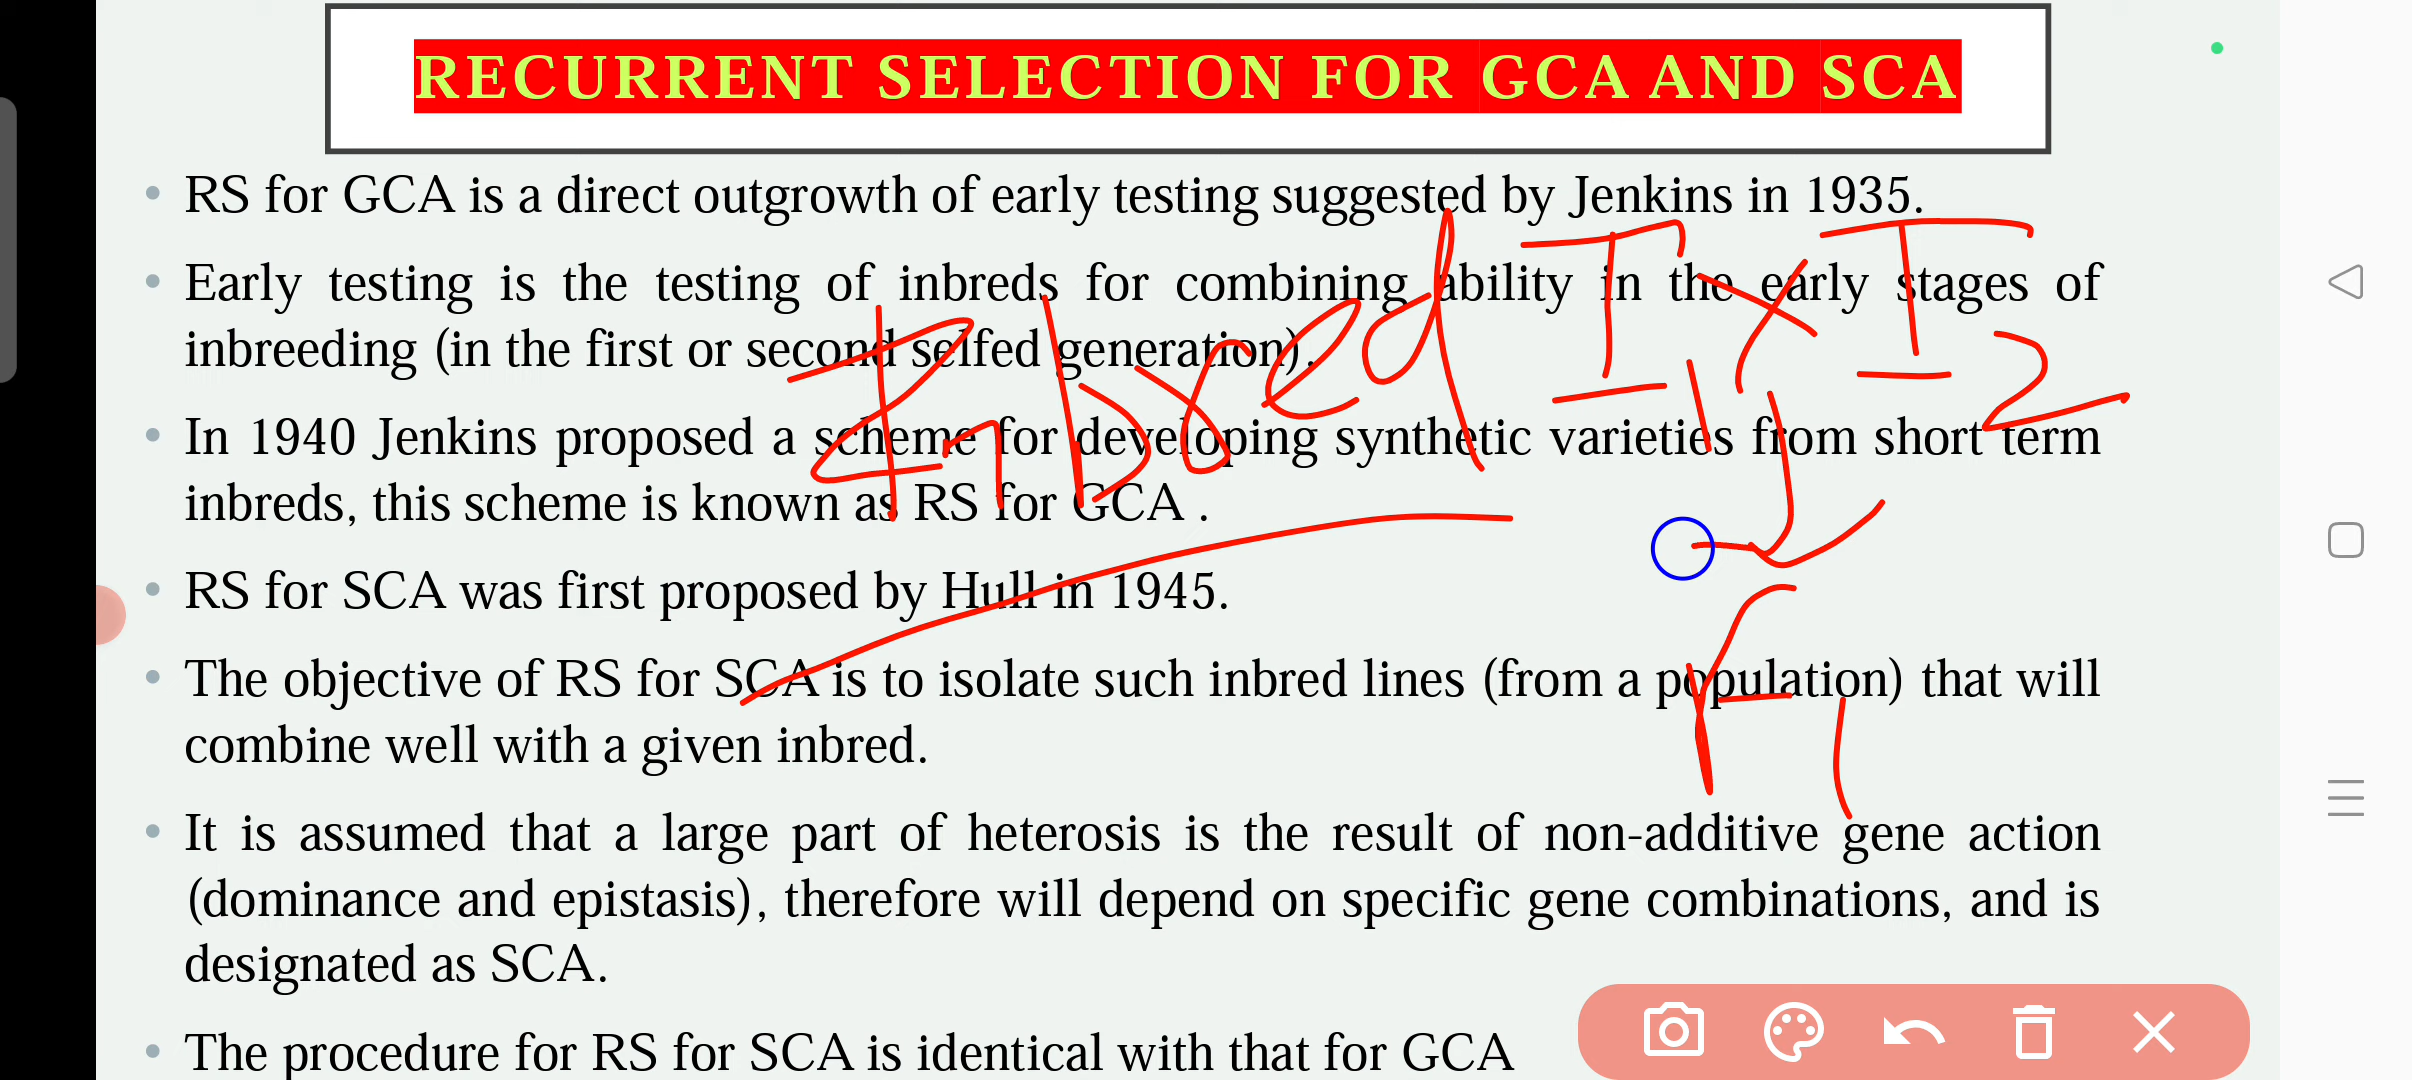 RECURRENT SELECTION FOR GCA AND SCA
RS for GCA is a direct outgrowth of early testing suggested by Jenkins in 1935.
Early testing is the testing of inbreds for combining ability in the early stages of
inbreeding (in the first or second selfed generation).
Inbred I1 x I2
In 1940 Jenkins proposed a scheme for developing synthetic varieties from short term
inbreds, this scheme is known as RS for GCA .
RS for SCA was first proposed by Hull in 1945.
The objective of RS for SCA is to isolate such inbred lines (from a population) that will
F1
combine well with a given inbred.
It is assumed that a large part of heterosis is the result of non-additive gene action
(dominance and epistasis), therefore will depend on specific gene combinations, and is
designated as SCA.
The procedure for RS for SCA is identical with that for GCA